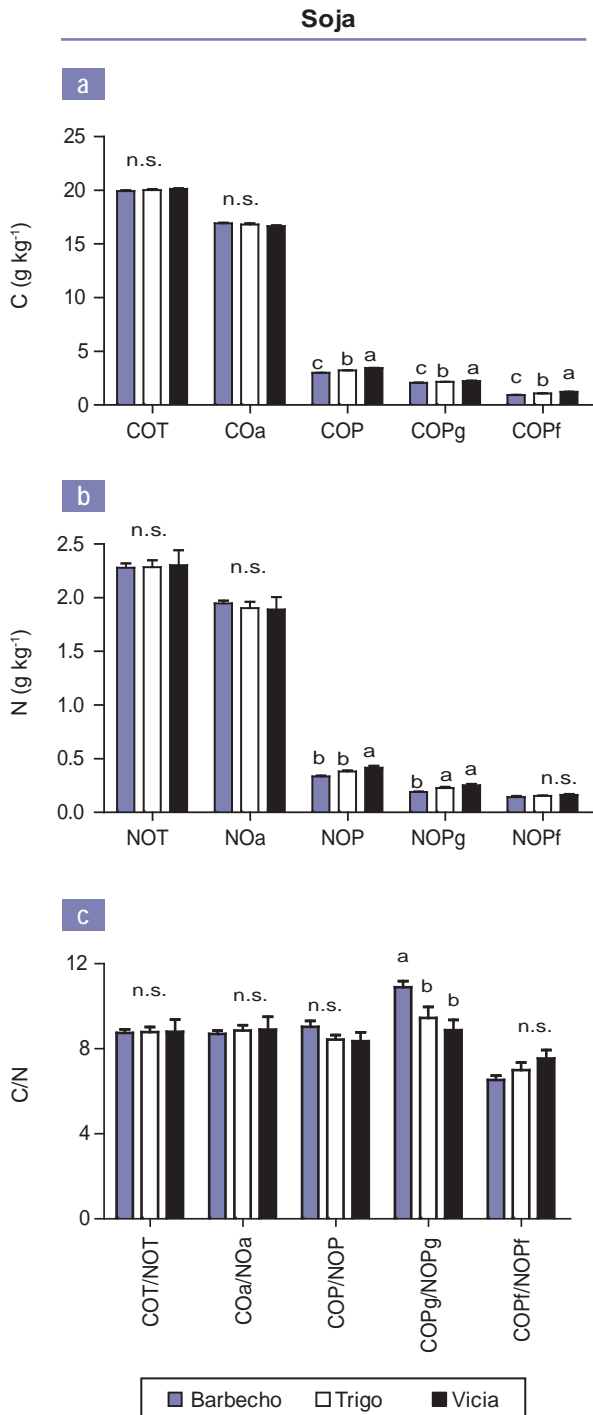 Soja
a
25
20
15
10
5
0
C (g kg⁻¹)
n.s.
n.s.
c b a
c b a
c b a
COT COa COP COPg COPf
b
2.5
2.0
1.5
1.0
0.5
0.0
N (g kg⁻¹)
n.s.
n.s.
b b a
b a a
n.s.
NOT NOa NOP NOPg NOPf
c
12
8
4
0
C/N
n.s.
n.s.
n.s.
a b b
n.s.
COT/NOT
COa/NOa
COP/NOP
COPg/NOPg
COPf/NOPf
Barbecho Trigo Vicia